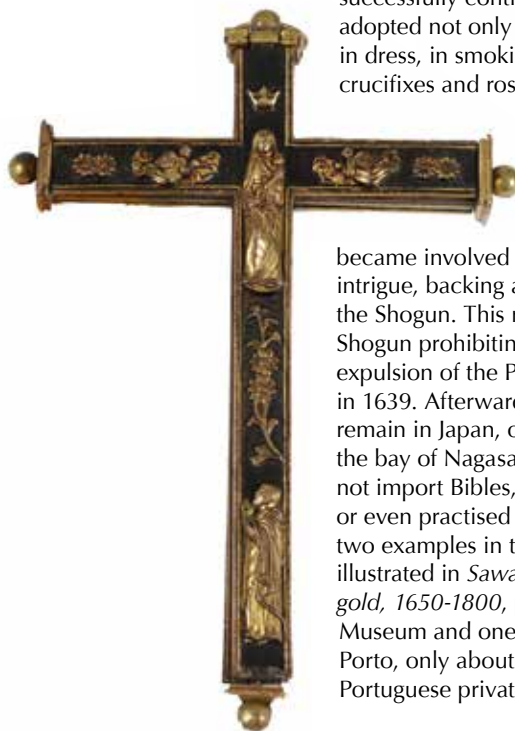 successfully conti
adopted not only
in dress, in smoki
crucifixes and ros
became involved
intrigue, backing a
the Shogun. This r
Shogun prohibitin
expulsion of the P
in 1639. Afterward
remain in Japan, o
the bay of Nagasa
not import Bibles,
or even practised
two examples in t
illustrated in Sawa
gold, 1650-1800,
Museum and one
Porto, only about
Portuguese privat